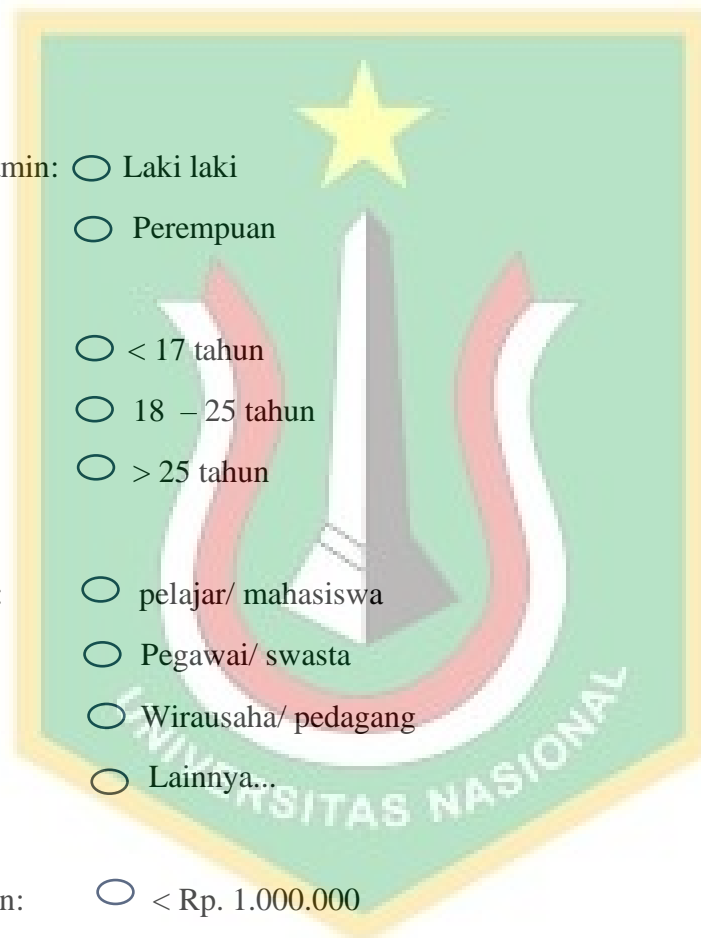 min: Laki laki
Perempuan
< 17 tahun
18 – 25 tahun
> 25 tahun
: pelajar/ mahasiswa
Pegawai/ swasta
Wirausaha/ pedagang
Lainnya...
UNIVERSITAS NASIONAL
n: < Rp. 1.000.000